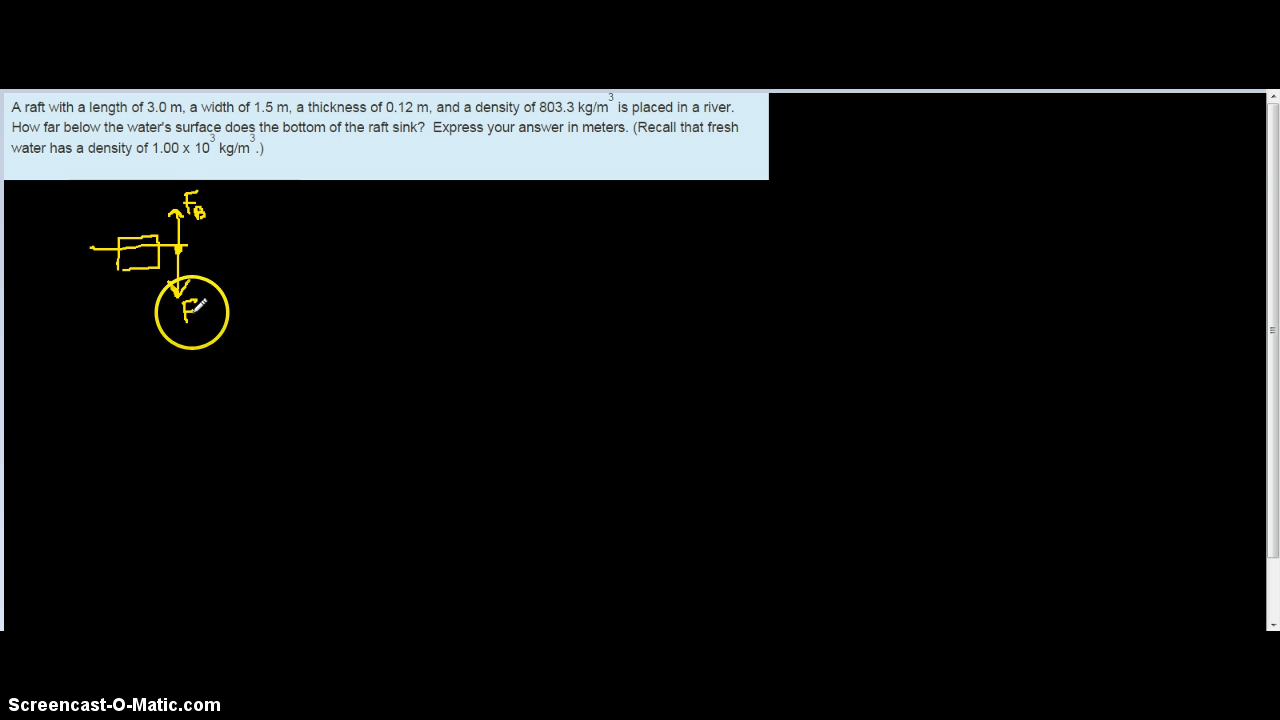 A raft with a length of 3.0 m, a width of 1.5 m, a thickness of 0.12 m, and a density of 803.3 kg/m³ is placed in a river.
How far below the water's surface does the bottom of the raft sink?  Express your answer in meters. (Recall that fresh
water has a density of 1.00 x 10³ kg/m³.)
F_B
F
Screencast-O-Matic.com